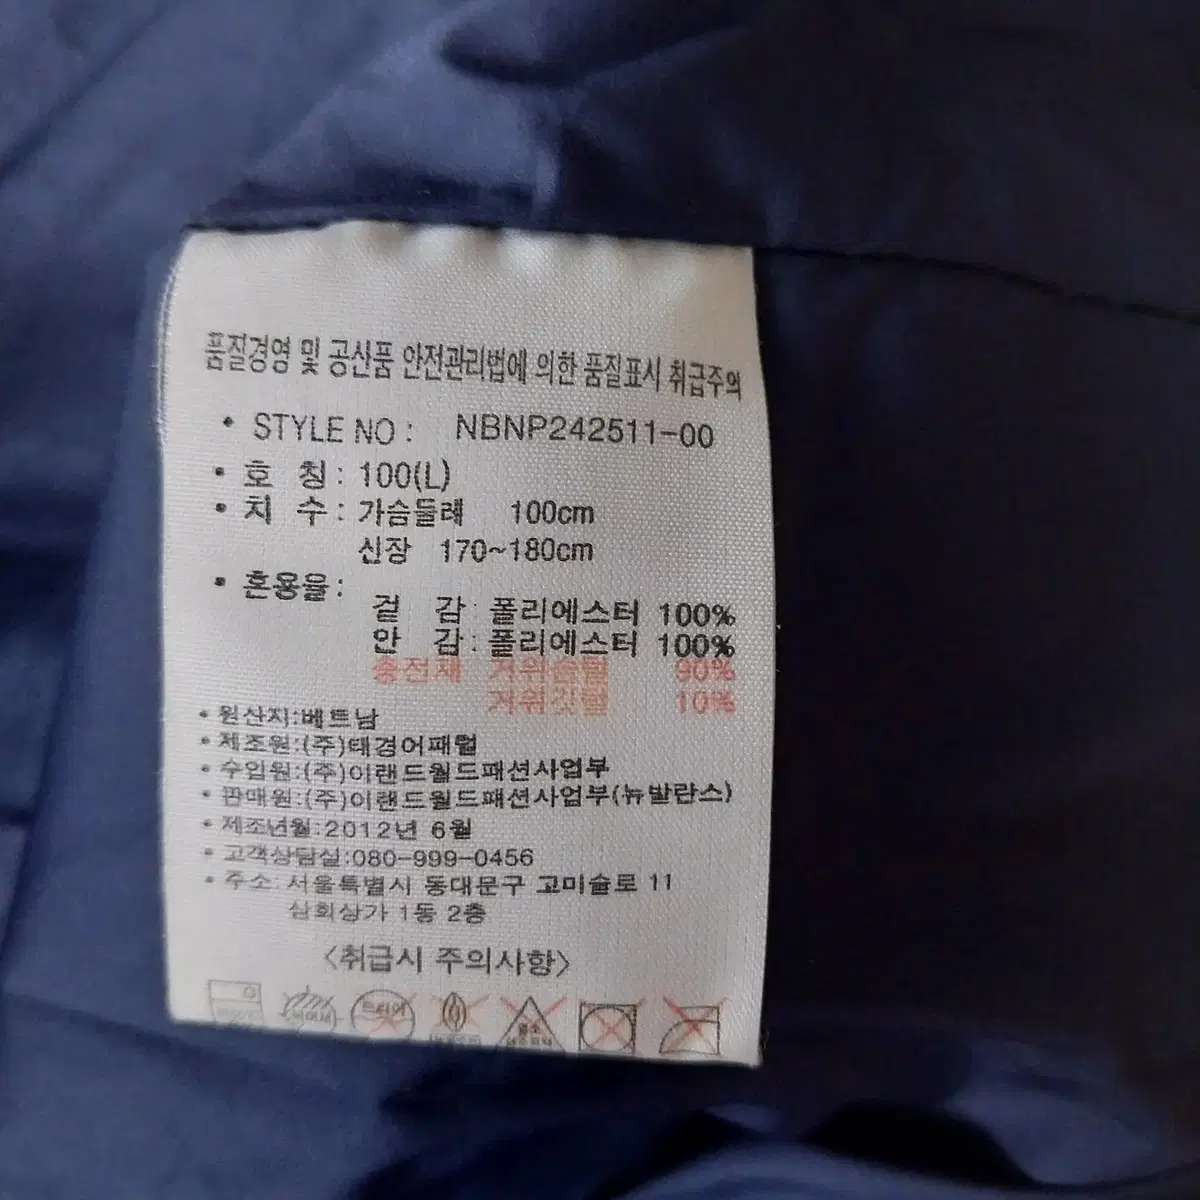 품질경영 및 공산품 안전관리법에 의한 품질표시 취급주의
• STYLE NO : NBNP242511-00
• 호 칭 : 100(L)
• 치 수 : 가슴둘레 100cm
신장 170~180cm
• 혼용율 :
겉 감 : 폴리에스터 100%
안 감 : 폴리에스터 100%
충전재 거위솜털 90%
거위깃털 10%
• 원산지:베트남
• 제조원:(주)태경어패럴
• 수입원:(주)이랜드월드패션사업부
• 판매원:(주)이랜드월드패션사업부(뉴발란스)
• 제조년월:2012년 6월
• 고객상담실:080-999-0456
• 주소: 서울특별시 동대문구 고미술로 11
삼희상가 1동 2층
<취급시 주의사항>
드라이
염소